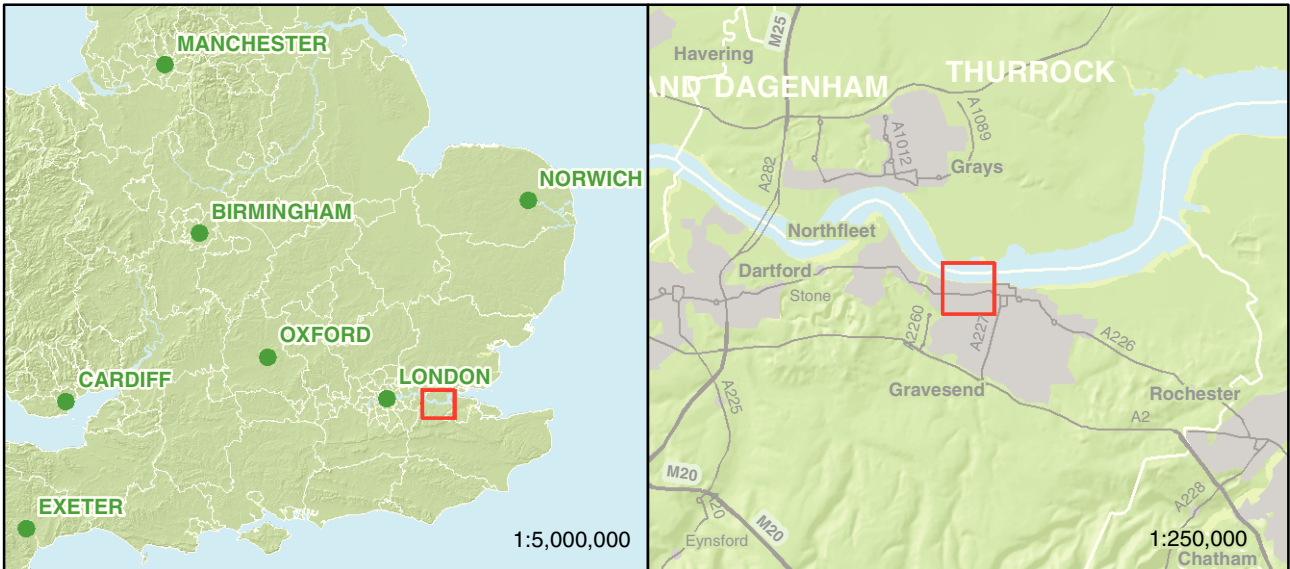 MANCHESTER
NORWICH
BIRMINGHAM
OXFORD
CARDIFF
LONDON
EXETER
1:5,000,000
M25
Havering
AND DAGENHAM
THURROCK
A1089
A1012
Grays
A282
Northfleet
Dartford
Stone
A2260
A227
A226
Gravesend
Rochester
A225
A2
M20
A20
M20
A228
Eynsford
1:250,000
Chatham